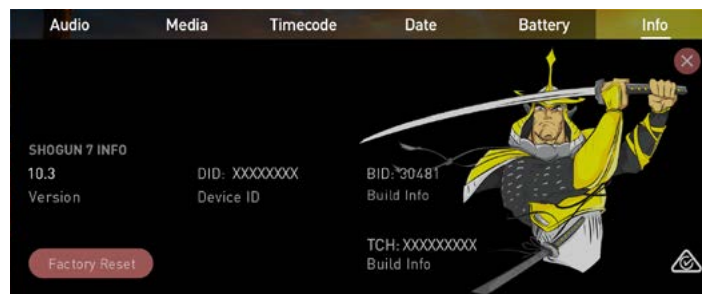 Audio Media Timecode Date Battery Info
SHOGUN 7 INFO
10.3 DID: XXXXXXXX BID: 30481
Version Device ID Build Info
TCH: XXXXXXXXX
Factory Reset Build Info